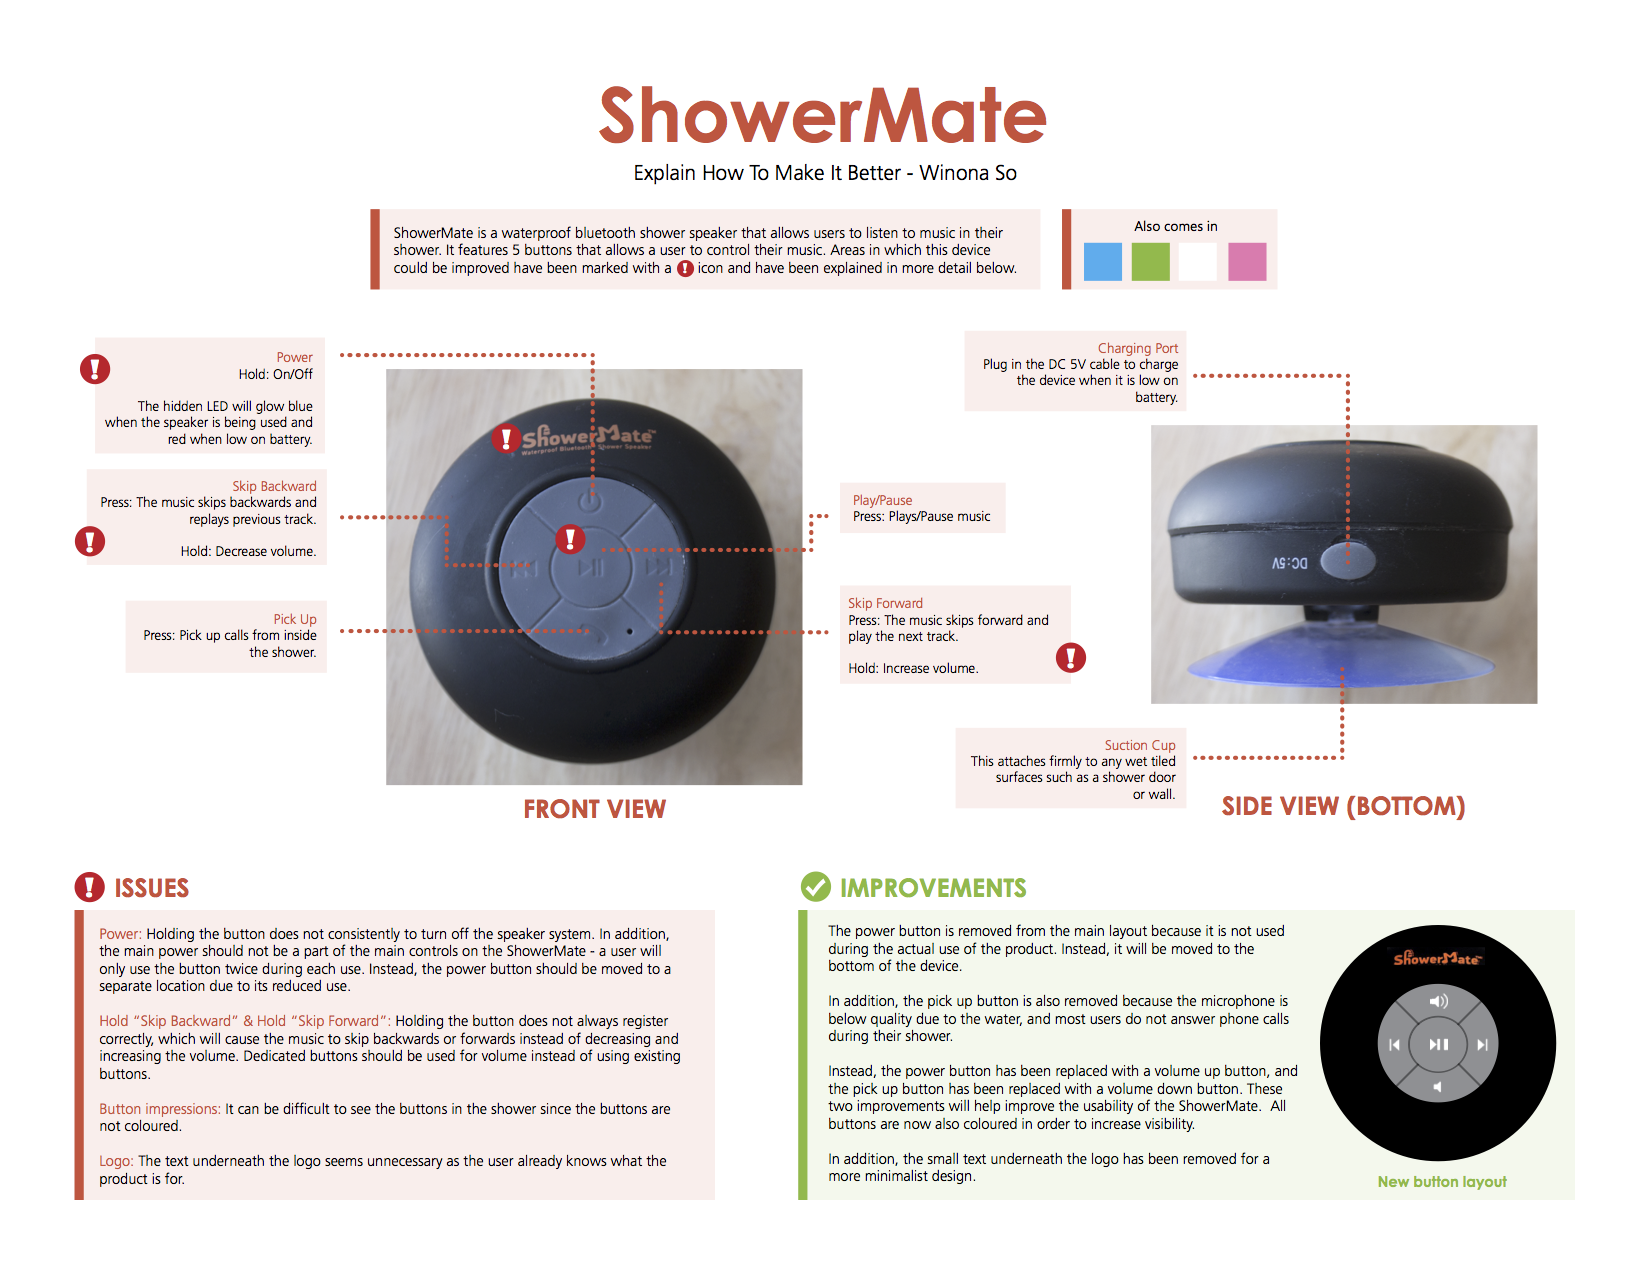 ShowerMate
Explain How To Make It Better - Winona So
ShowerMate is a waterproof bluetooth shower speaker that allows users to listen to music in their
shower. It features 5 buttons that allows a user to control their music. Areas in which this device
could be improved have been marked with a ! icon and have been explained in more detail below.
Also comes in
Power
Hold: On/Off
The hidden LED will glow blue
when the speaker is being used and
red when low on battery.
Skip Backward
Press: The music skips backwards and
replays previous track.
Hold: Decrease volume.
Pick Up
Press: Pick up calls from inside
the shower.
ShowerMate™
Waterproof Bluetooth Shower Speaker
Play/Pause
Press: Plays/Pause music
Skip Forward
Press: The music skips forward and
play the next track.
Hold: Increase volume.
FRONT VIEW
Charging Port
Plug in the DC 5V cable to charge
the device when it is low on
battery.
DC:5V
Suction Cup
This attaches firmly to any wet tiled
surfaces such as a shower door
or wall.
SIDE VIEW (BOTTOM)
ISSUES
Power: Holding the button does not consistently to turn off the speaker system. In addition,
the main power should not be a part of the main controls on the ShowerMate - a user will
only use the button twice during each use. Instead, the power button should be moved to a
separate location due to its reduced use.
Hold “Skip Backward” & Hold “Skip Forward”: Holding the button does not always register
correctly, which will cause the music to skip backwards or forwards instead of decreasing and
increasing the volume. Dedicated buttons should be used for volume instead of using existing
buttons.
Button impressions: It can be difficult to see the buttons in the shower since the buttons are
not coloured.
Logo: The text underneath the logo seems unnecessary as the user already knows what the
product is for.
IMPROVEMENTS
The power button is removed from the main layout because it is not used
during the actual use of the product. Instead, it will be moved to the
bottom of the device.
In addition, the pick up button is also removed because the microphone is
below quality due to the water, and most users do not answer phone calls
during their shower.
Instead, the power button has been replaced with a volume up button, and
the pick up button has been replaced with a volume down button. These
two improvements will help improve the usability of the ShowerMate.  All
buttons are now also coloured in order to increase visibility.
In addition, the small text underneath the logo has been removed for a
more minimalist design.
ShowerMate™
New button layout